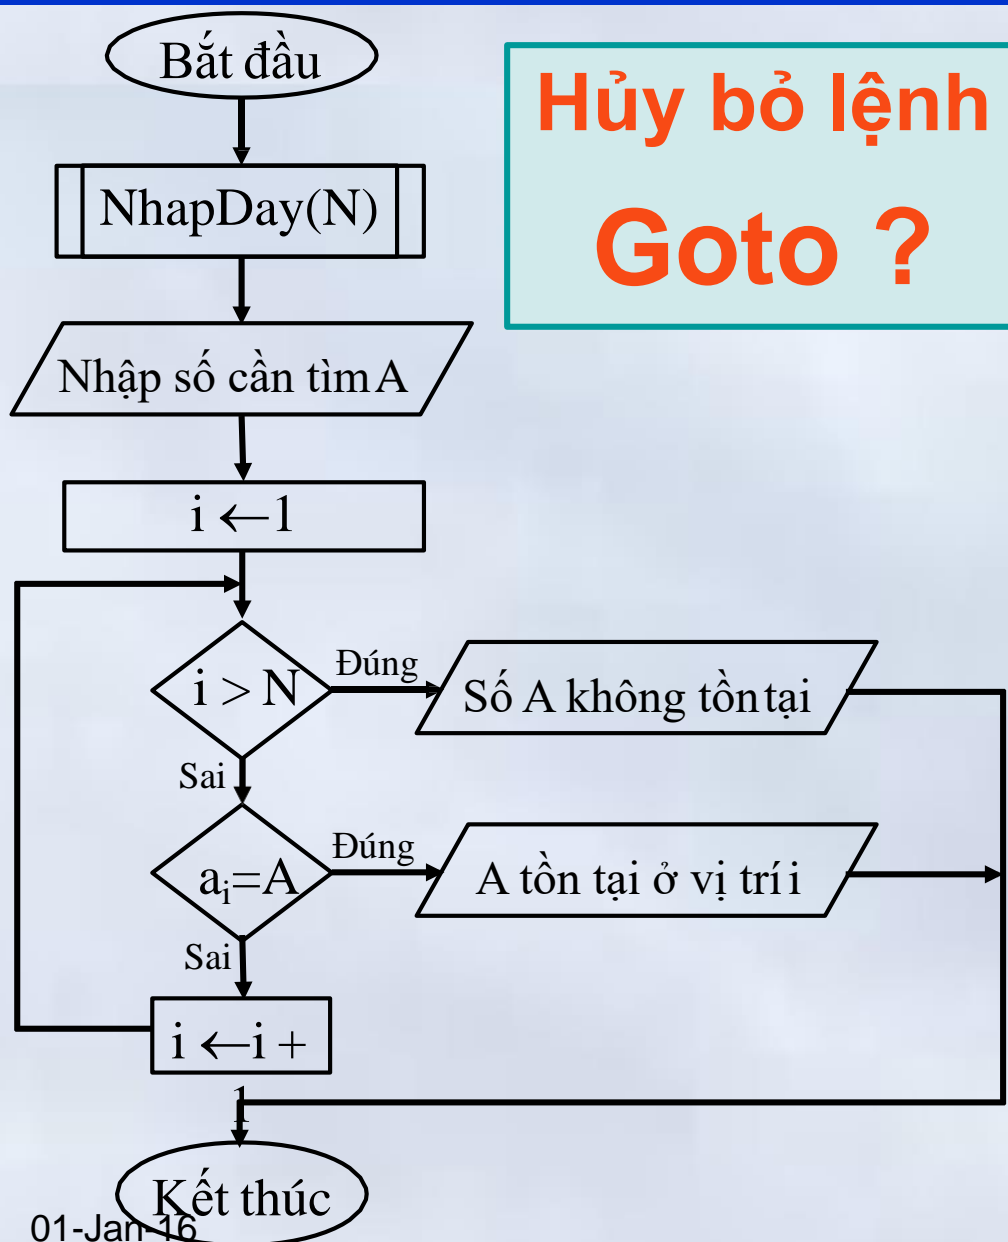 Bắt đầu
Hủy bỏ lệnh
Goto ?
NhapDay(N)
Nhập số cần tìm A
i ←1
i > N
Đúng
Số A không tồn tại
Sai
aᵢ=A
Đúng
A tồn tại ở vị trí i
Sai
i ←i +
1
Kết thúc
01-Jan-16